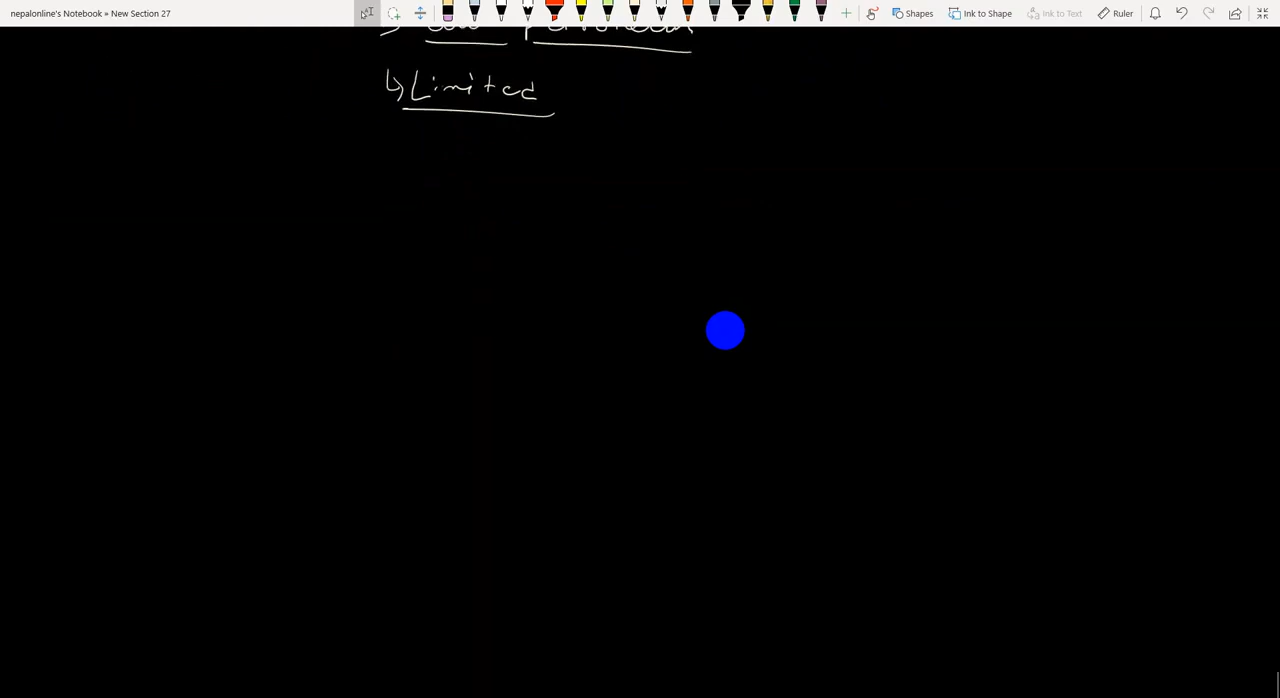 nepalonline's Notebook » New Section 27
Shapes
Ink to Shape
Ink to Text
Ruler
↳ Limited